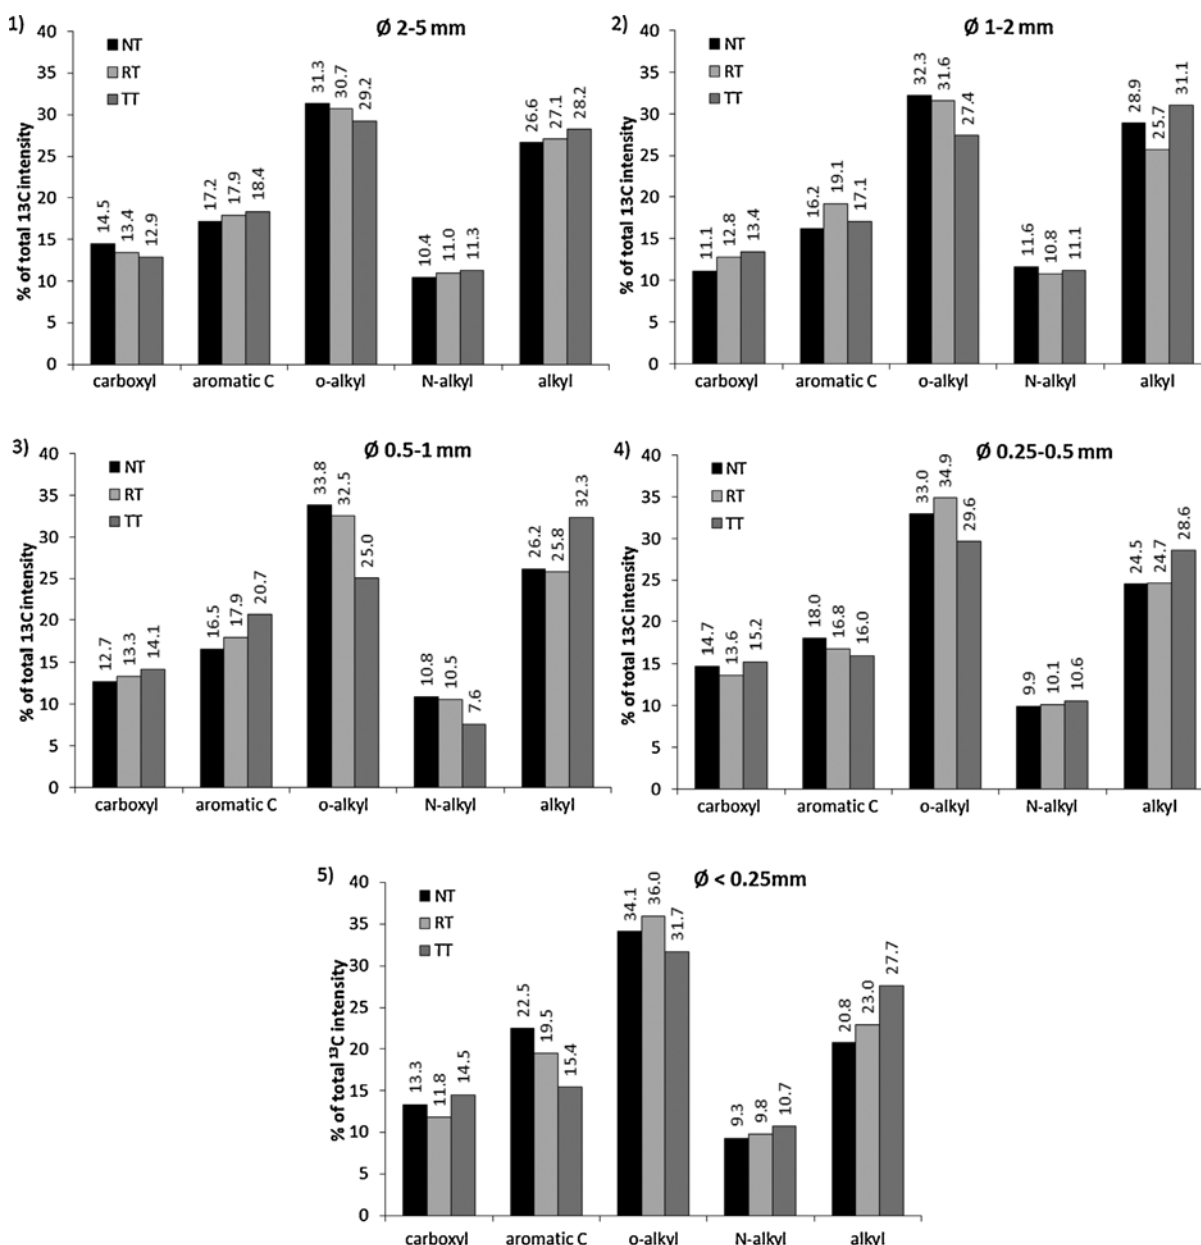 1) Ø 2-5 mm
NT
RT
TT
% of total 13C intensity
40
35
30
25
20
15
10
5
0
14.5 13.4 12.9
17.2 17.9 18.4
31.3 30.7 29.2
10.4 11.0 11.3
26.6 27.1 28.2
carboxyl aromatic C o-alkyl N-alkyl alkyl
2) Ø 1-2 mm
NT
RT
TT
% of total 13C intensity
40
35
30
25
20
15
10
5
0
11.1 12.8 13.4
16.2 19.1 17.1
32.3 31.6 27.4
11.6 10.8 11.1
28.9 25.7 31.1
carboxyl aromatic C o-alkyl N-alkyl alkyl
3) Ø 0.5-1 mm
NT
RT
TT
% of total 13C intensity
40
35
30
25
20
15
10
5
0
12.7 13.3 14.1
16.5 17.9 20.7
33.8 32.5 25.0
10.8 10.5 7.6
26.2 25.8 32.3
carboxyl aromatic C o-alkyl N-alkyl alkyl
4) Ø 0.25-0.5 mm
NT
RT
TT
% of total 13C intensity
40
35
30
25
20
15
10
5
0
14.7 13.6 15.2
18.0 16.8 16.0
33.0 34.9 29.6
9.9 10.1 10.6
24.5 24.7 28.6
carboxyl aromatic C o-alkyl N-alkyl alkyl
5) Ø < 0.25mm
NT
RT
TT
% of total ¹³C intensity
40
35
30
25
20
15
10
5
0
13.3 11.8 14.5
22.5 19.5 15.4
34.1 36.0 31.7
9.3 9.8 10.7
20.8 23.0 27.7
carboxyl aromatic C o-alkyl N-alkyl alkyl